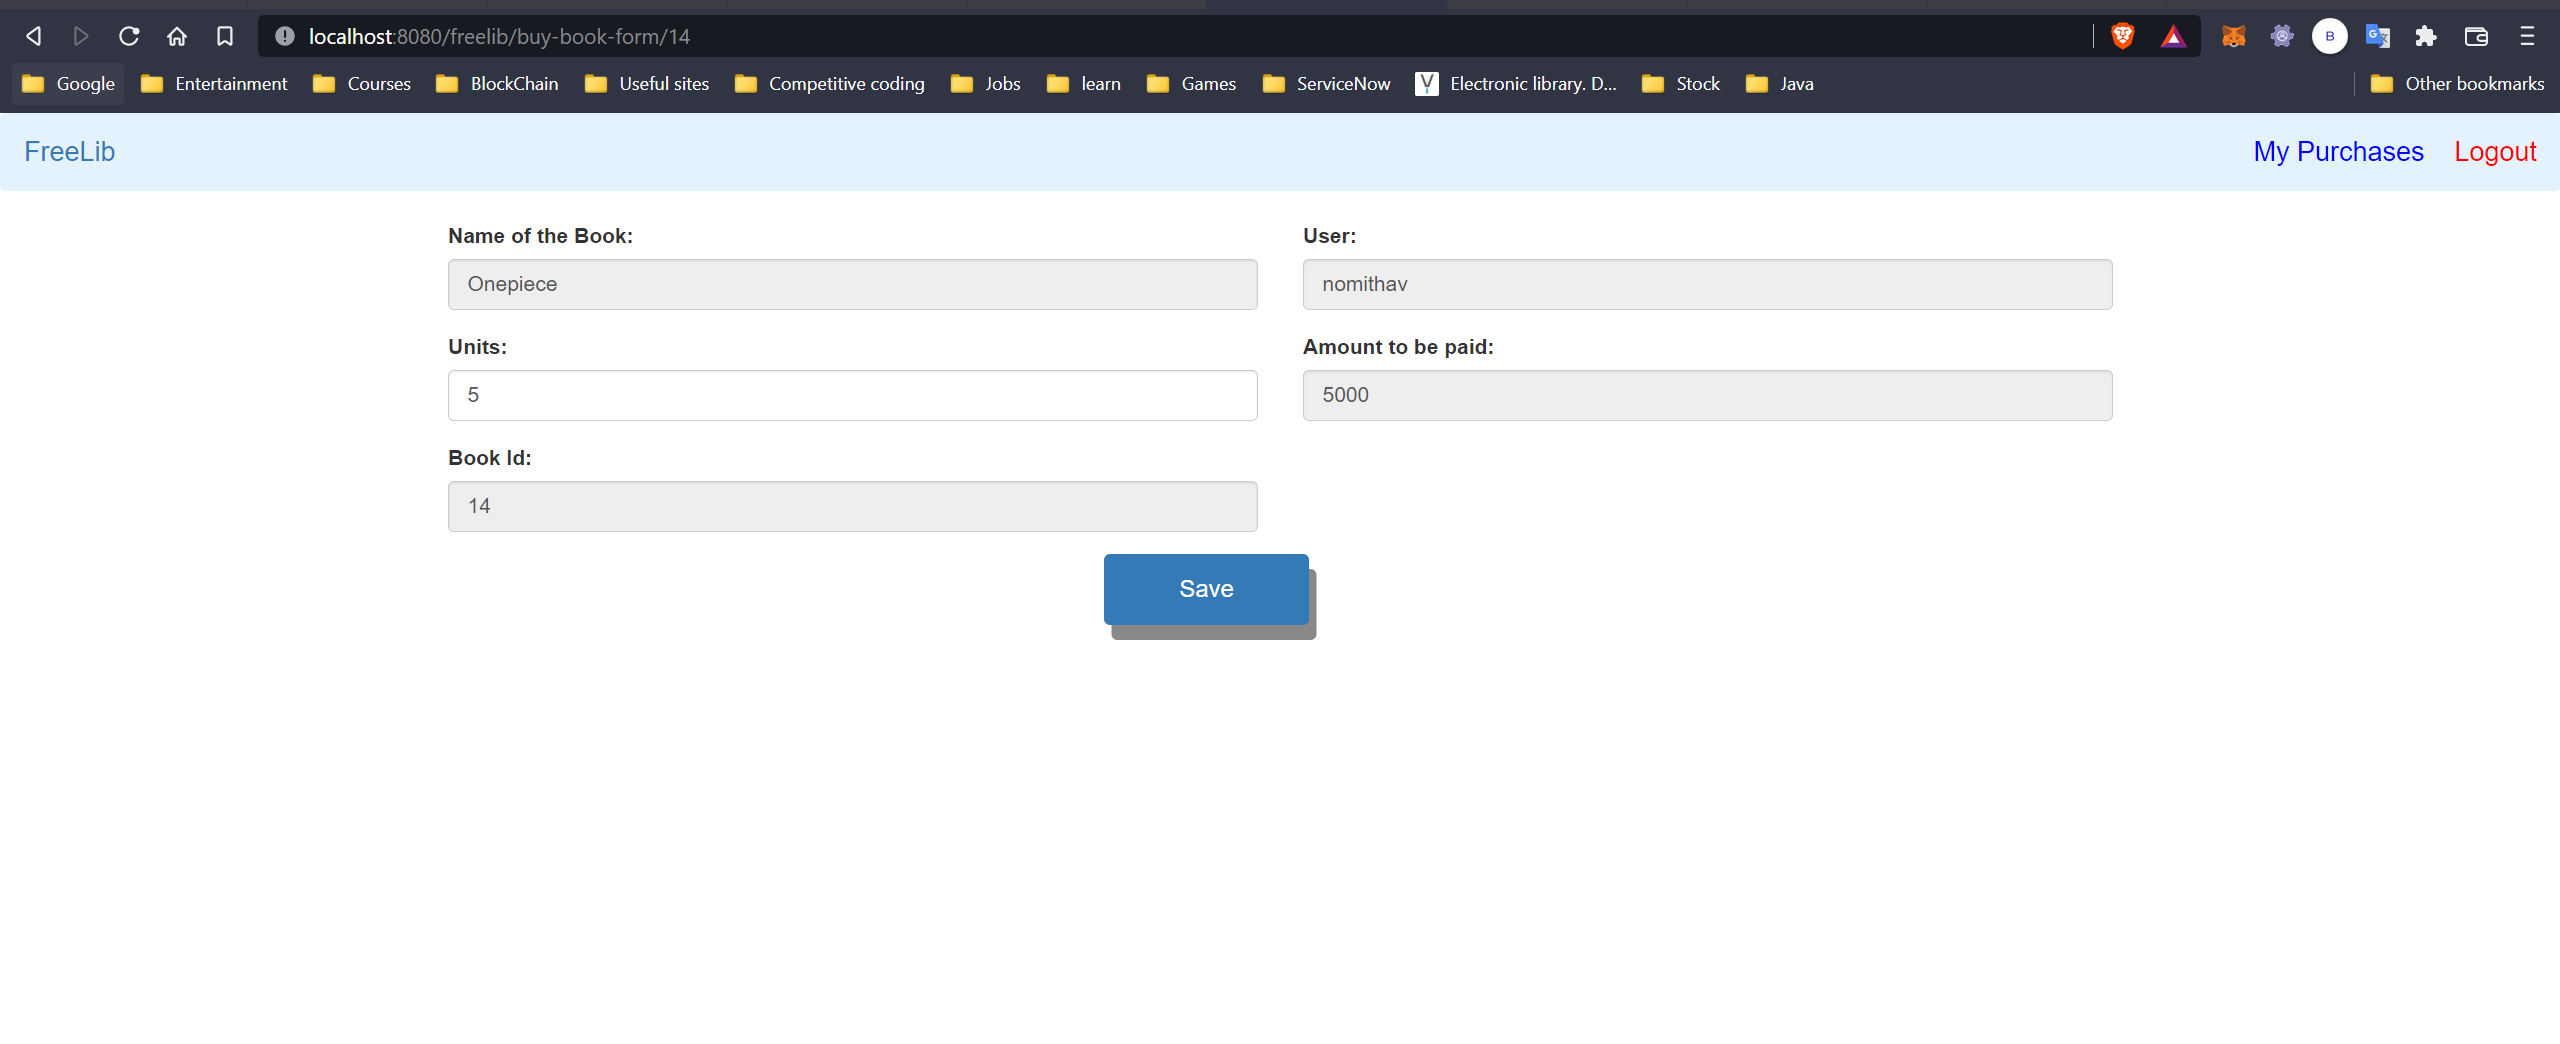 localhost:8080/freelib/buy-book-form/14
B
Google Entertainment Courses BlockChain Useful sites Competitive coding Jobs learn Games ServiceNow Electronic library. D... Stock Java Other bookmarks
FreeLib My Purchases Logout
Name of the Book: User:
Onepiece nomithav
Units: Amount to be paid:
5 5000
Book Id:
14
Save